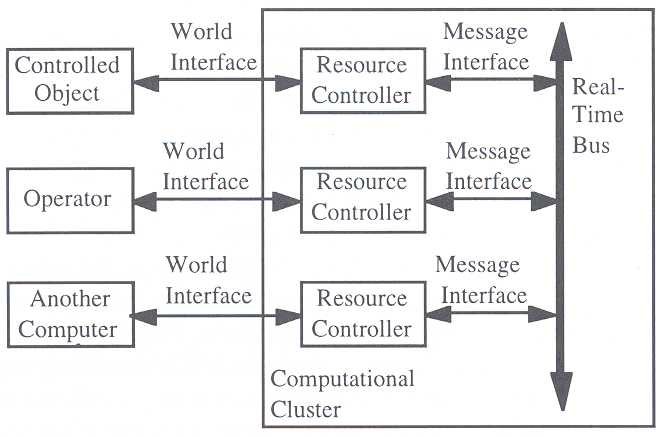 World
Interface
Message
Interface
Controlled
Object
Resource
Controller
Real-
Time
Bus
World
Interface
Message
Interface
Operator
Resource
Controller
World
Interface
Message
Interface
Another
Computer
Resource
Controller
Computational
Cluster